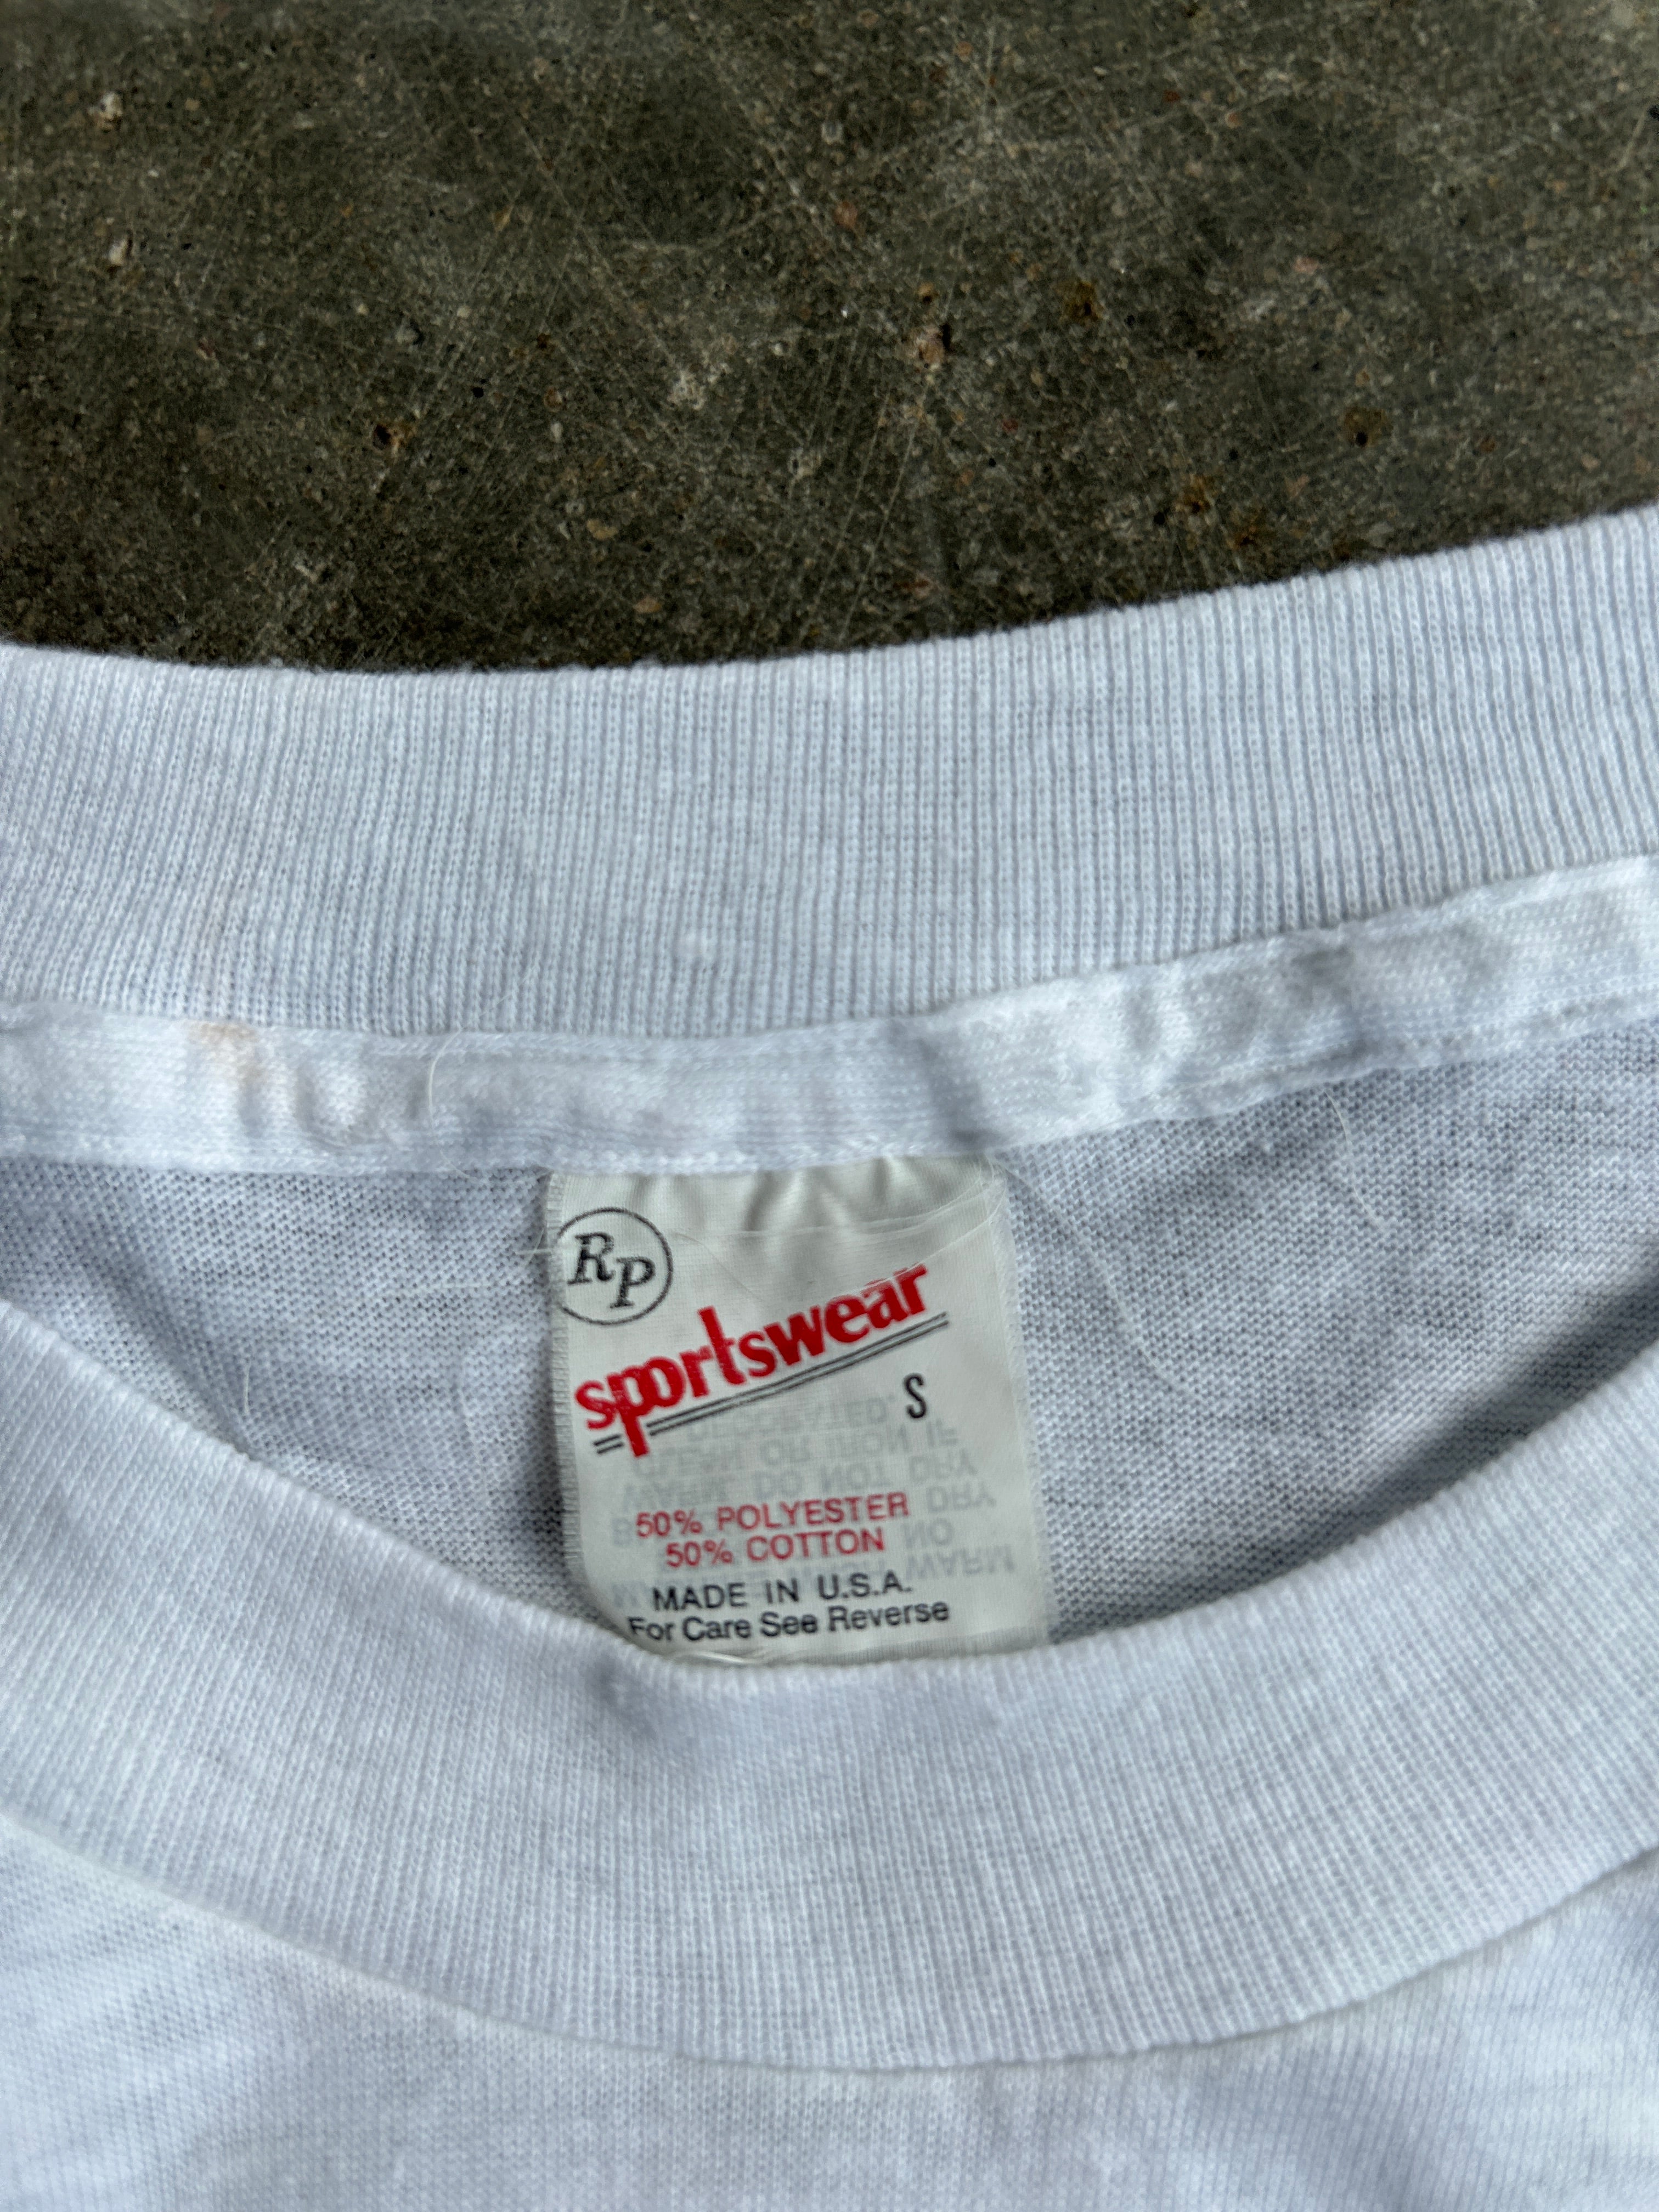 RP
sportswear
S
50% POLYESTER
50% COTTON
MADE IN U.S.A.
For Care See Reverse